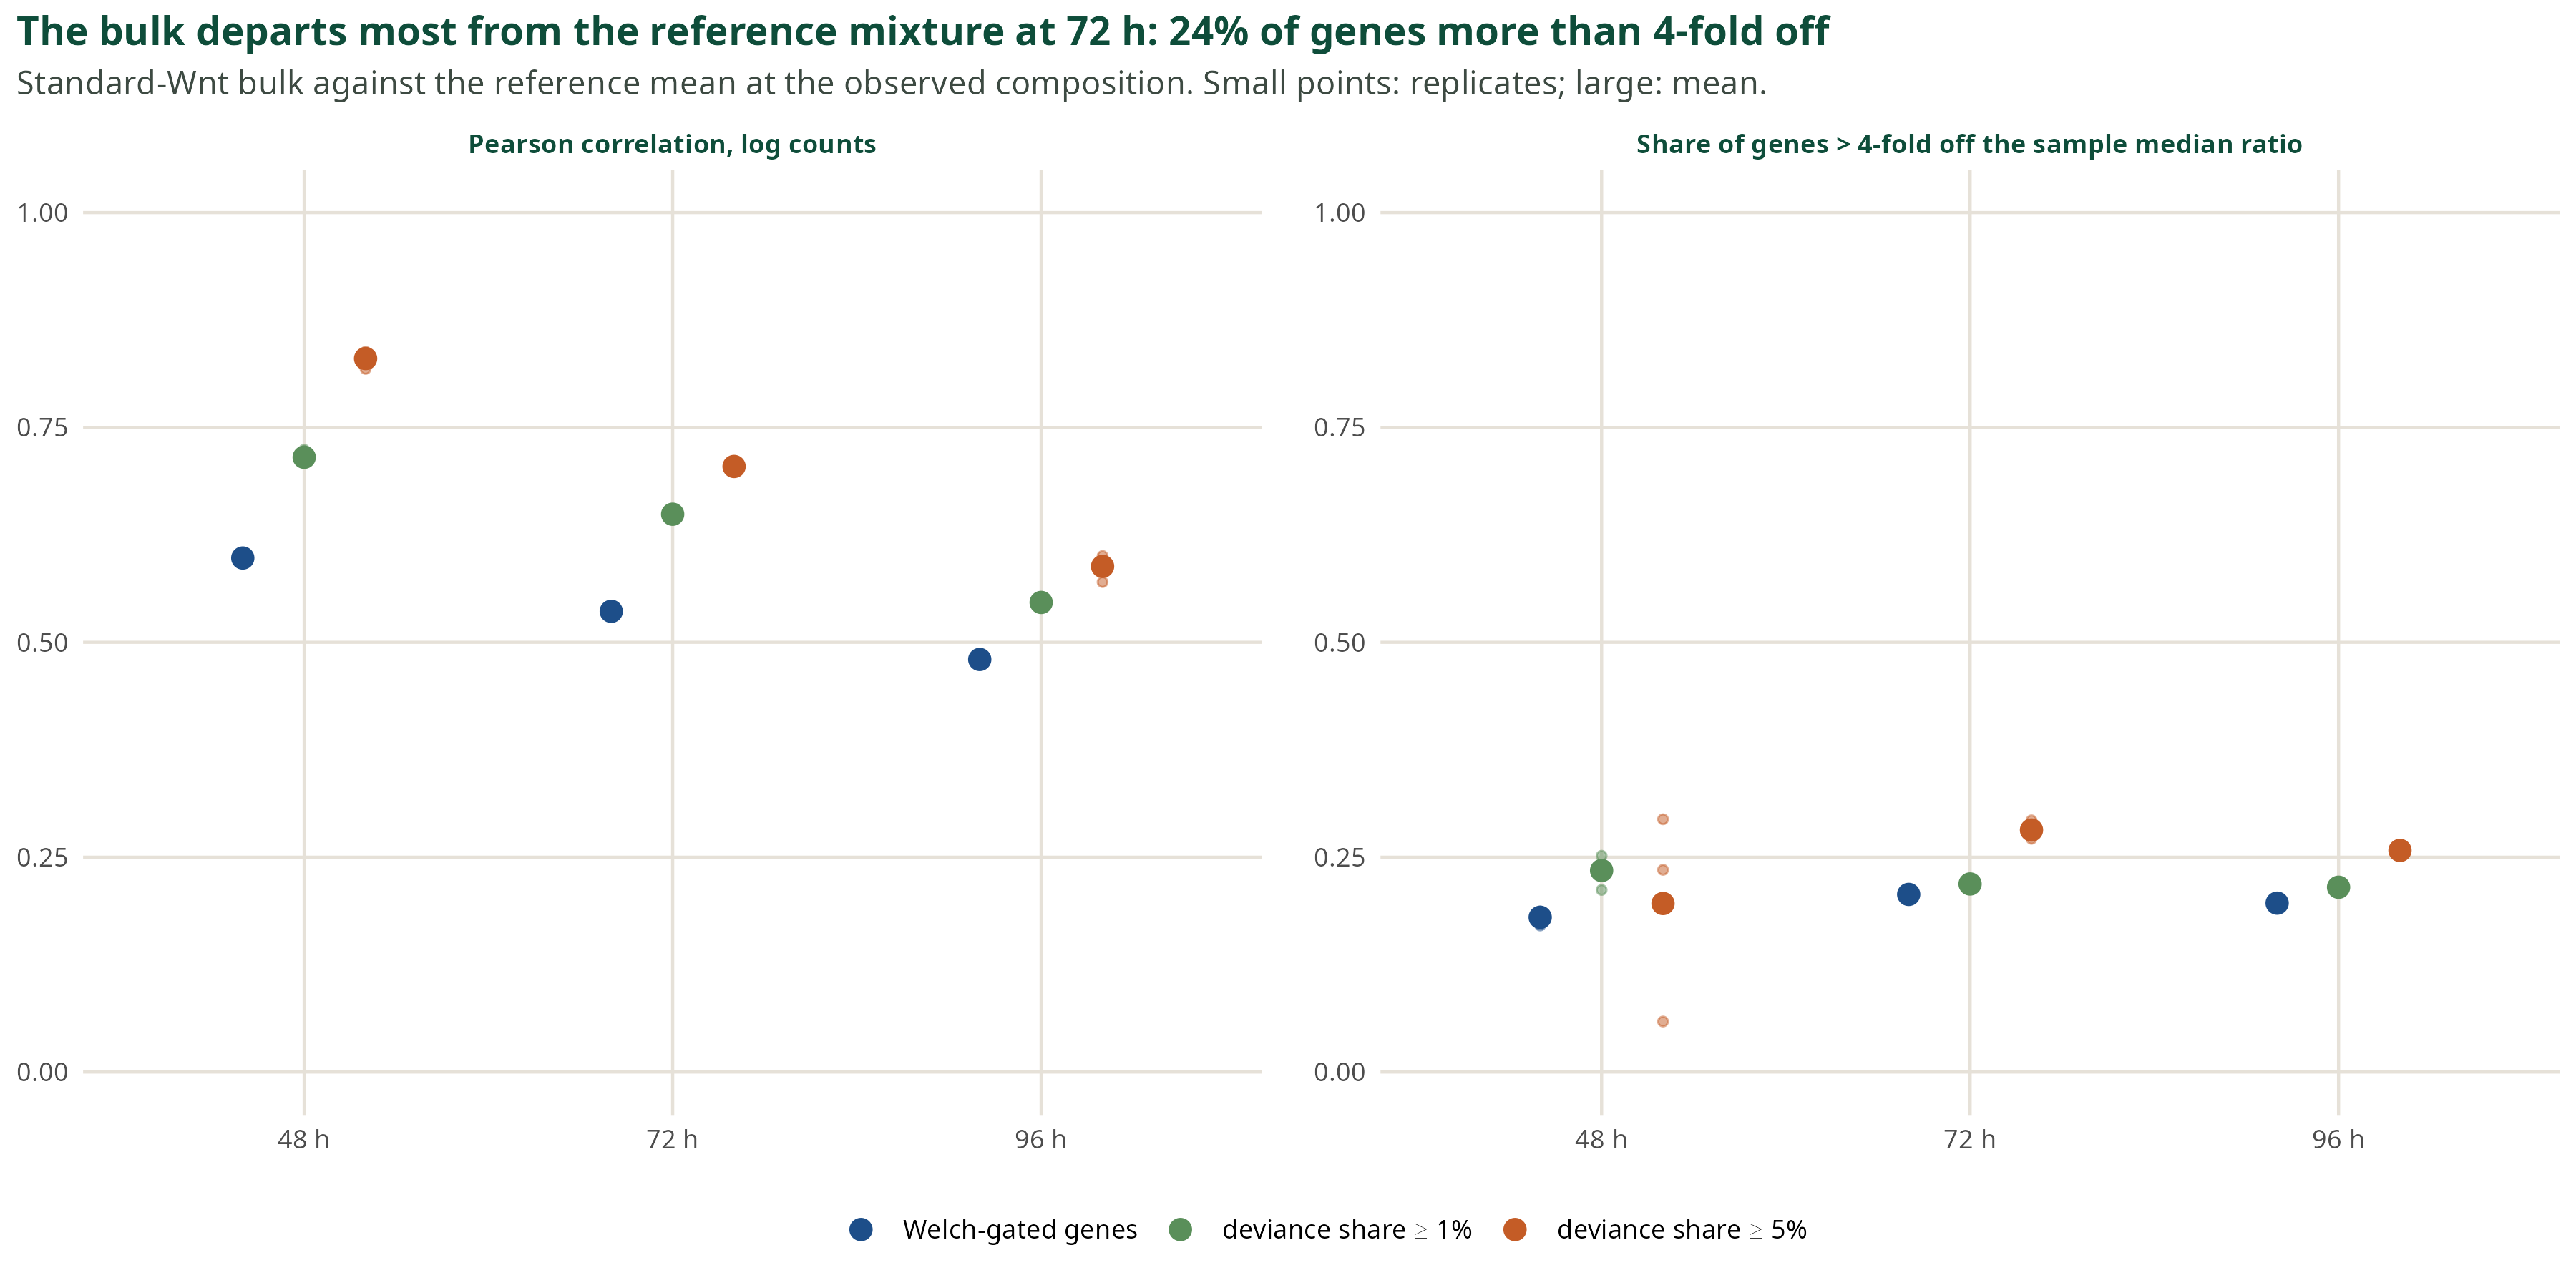 The bulk departs most from the reference mixture at 72 h: 24% of genes more than 4-fold off
Standard-Wnt bulk against the reference mean at the observed composition. Small points: replicates; large: mean.
Pearson correlation, log counts
1.00
0.75
0.50
0.25
0.00
48 h
72 h
96 h
Share of genes > 4-fold off the sample median ratio
1.00
0.75
0.50
0.25
0.00
48 h
72 h
96 h
Welch-gated genes
deviance share ≥ 1%
deviance share ≥ 5%